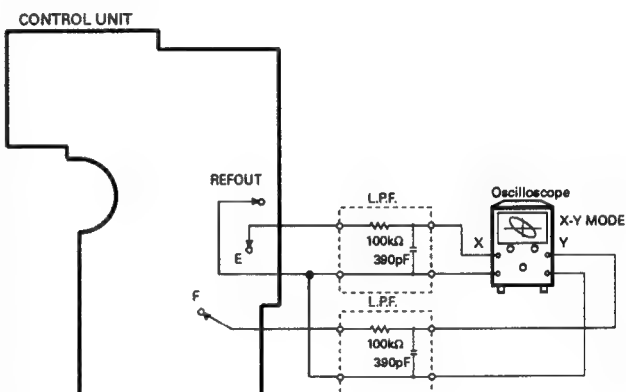 CONTROL UNIT
REFOUT
E
F
L.P.F.
100kΩ
390pF
L.P.F.
100kΩ
390pF
Oscilloscope
X-Y MODE
X
Y